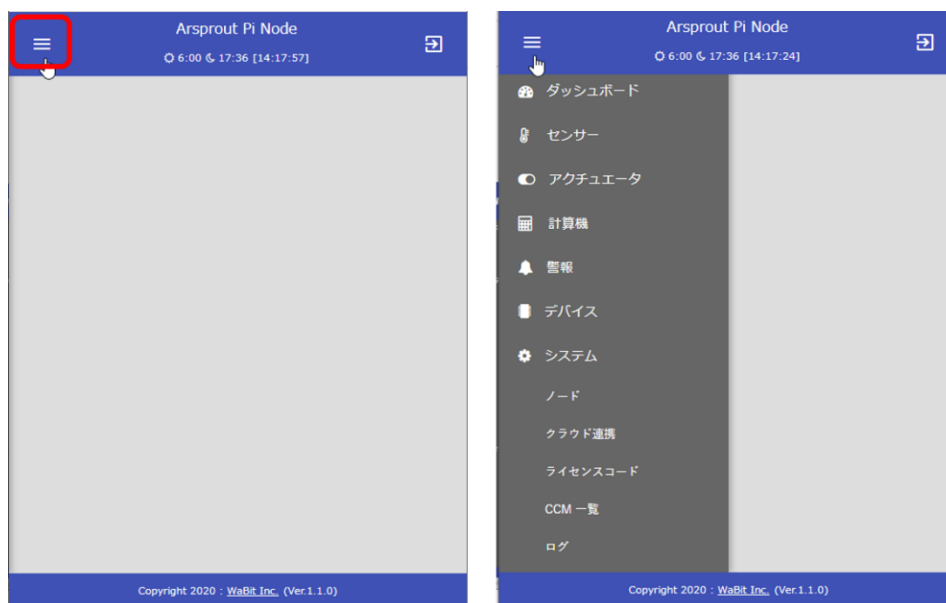 Arsprout Pi Node
6:00 17:36 [14:17:57]
Copyright 2020 : WaBit Inc. (Ver.1.1.0)
Arsprout Pi Node
6:00 17:36 [14:17:24]
ダッシュボード
センサー
アクチュエータ
計算機
警報
デバイス
システム
ノード
クラウド連携
ライセンスコード
CCM 一覧
ログ
Copyright 2020 : WaBit Inc. (Ver.1.1.0)